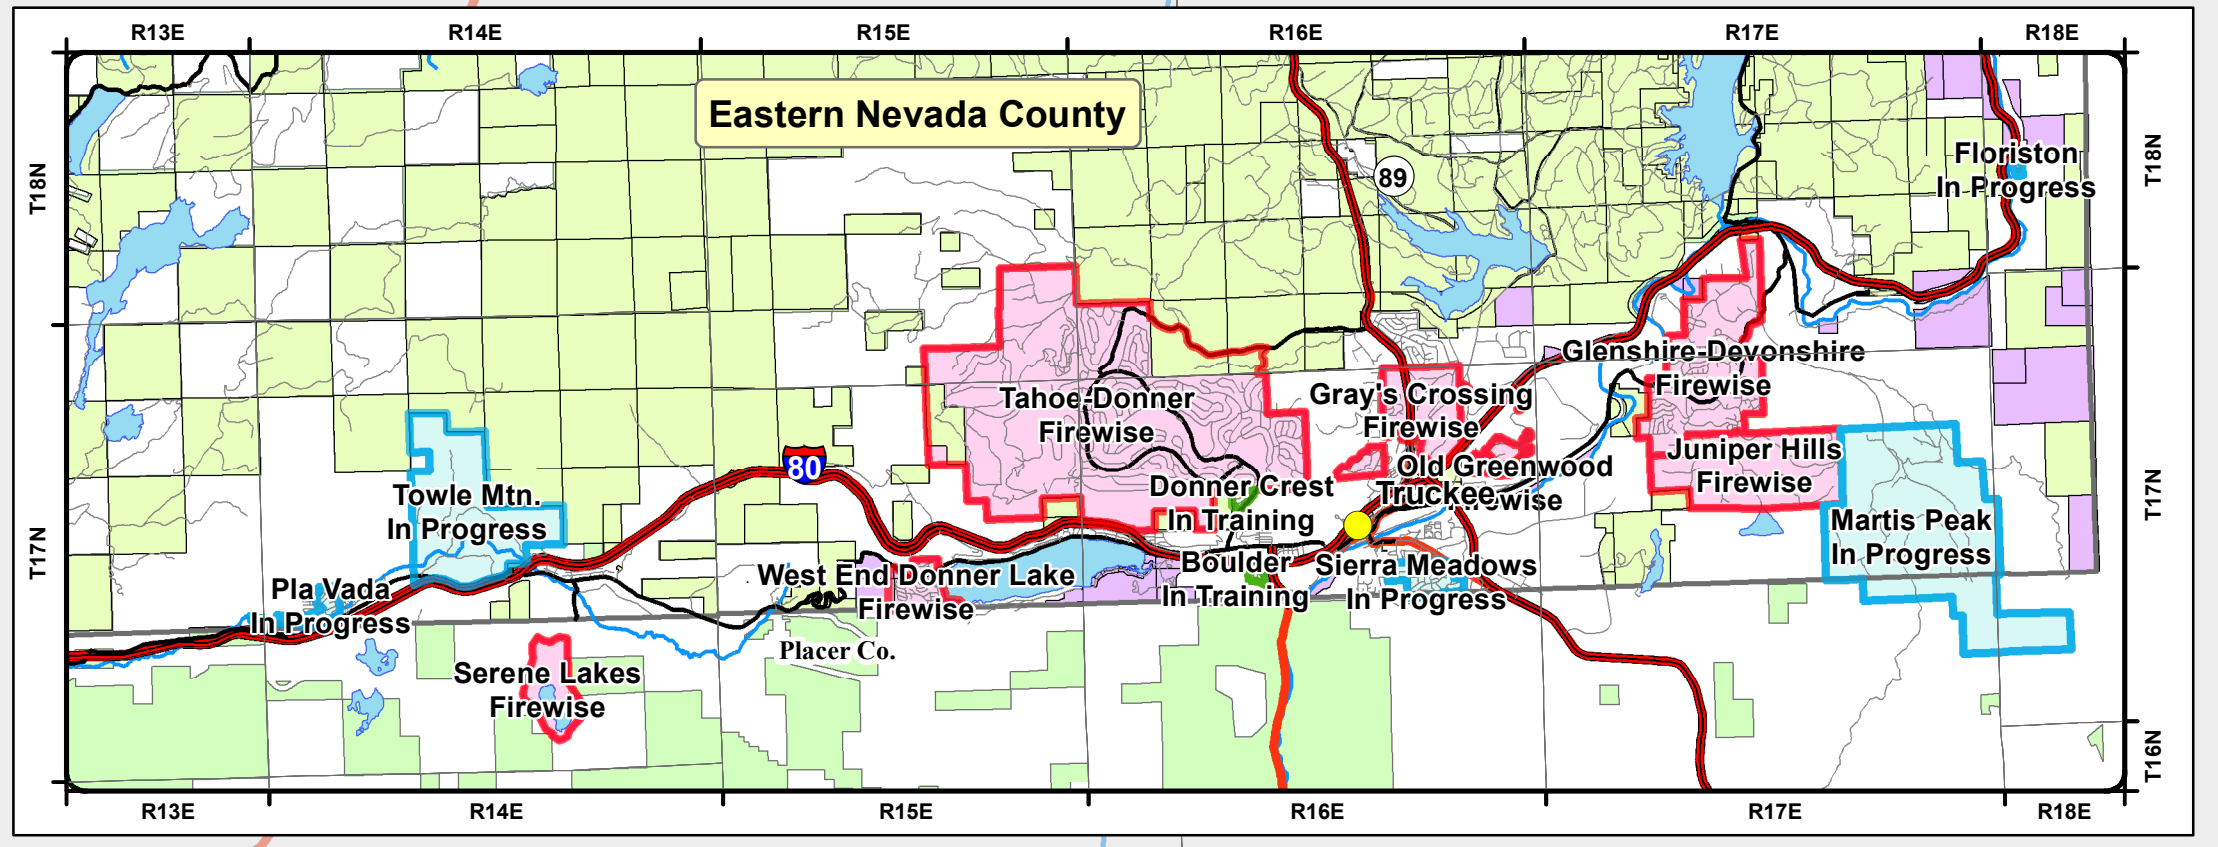 R13E
R14E
R15E
R16E
R17E
R18E
Eastern Nevada County
T18N
T18N
89
Floriston
In Progress
Glenshire-Devonshire
Firewise
Tahoe-Donner
Firewise
Gray's Crossing
Firewise
80
Juniper Hills
Firewise
Old Greenwood
Firewise
Truckee
Donner Crest
In Training
Towle Mtn.
In Progress
T17N
T17N
Martis Peak
In Progress
Boulder
In Training
Sierra Meadows
In Progress
West End Donner Lake
Firewise
Pla Vada
In Progress
Placer Co.
Serene Lakes
Firewise
T16N
R13E
R14E
R15E
R16E
R17E
R18E